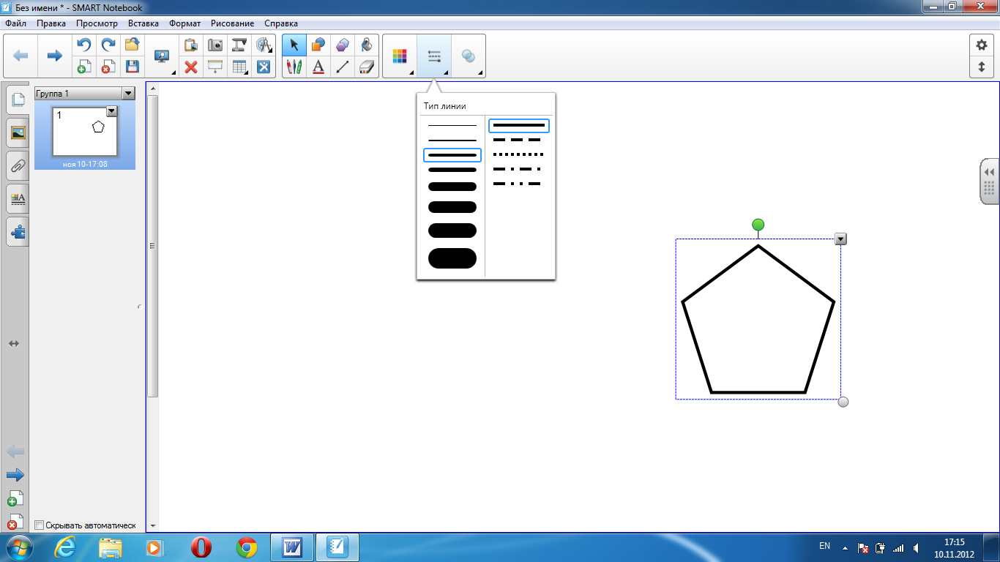 Без имени * - SMART Notebook
Файл Правка Просмотр Вставка Формат Рисование Справка
Группа 1
1
ноя 10-17:08
Тип линии
Скрывать автоматическ
EN
17:15
10.11.2012